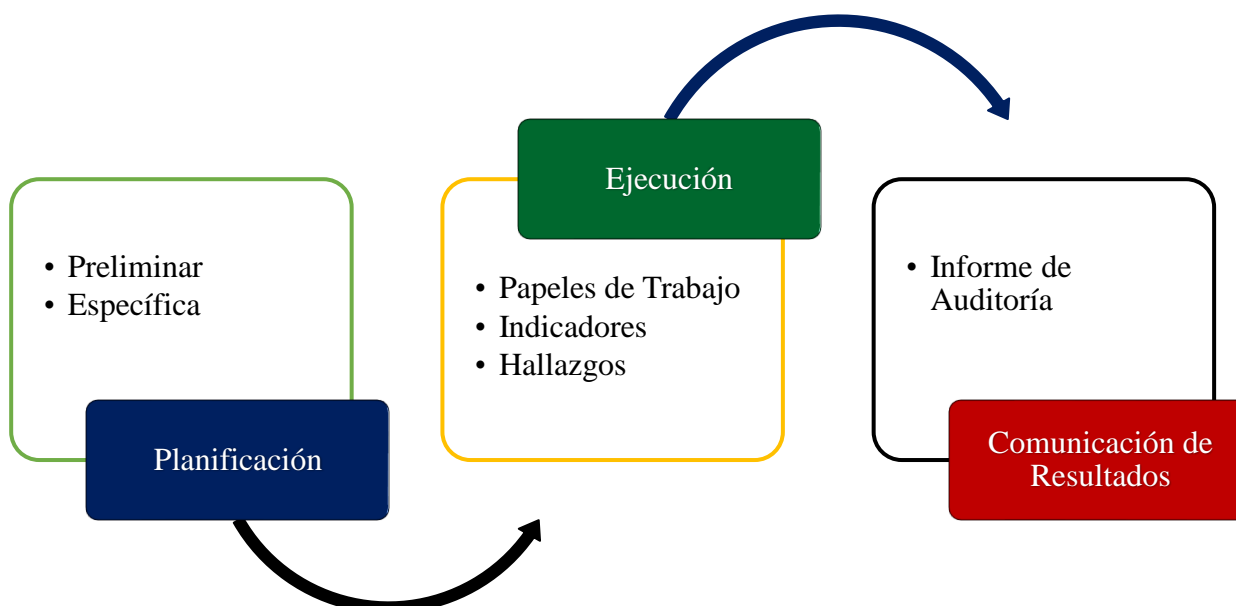 • Preliminar
• Específica
Planificación
Ejecución
• Papeles de Trabajo
• Indicadores
• Hallazgos
• Informe de
Auditoría
Comunicación de
Resultados